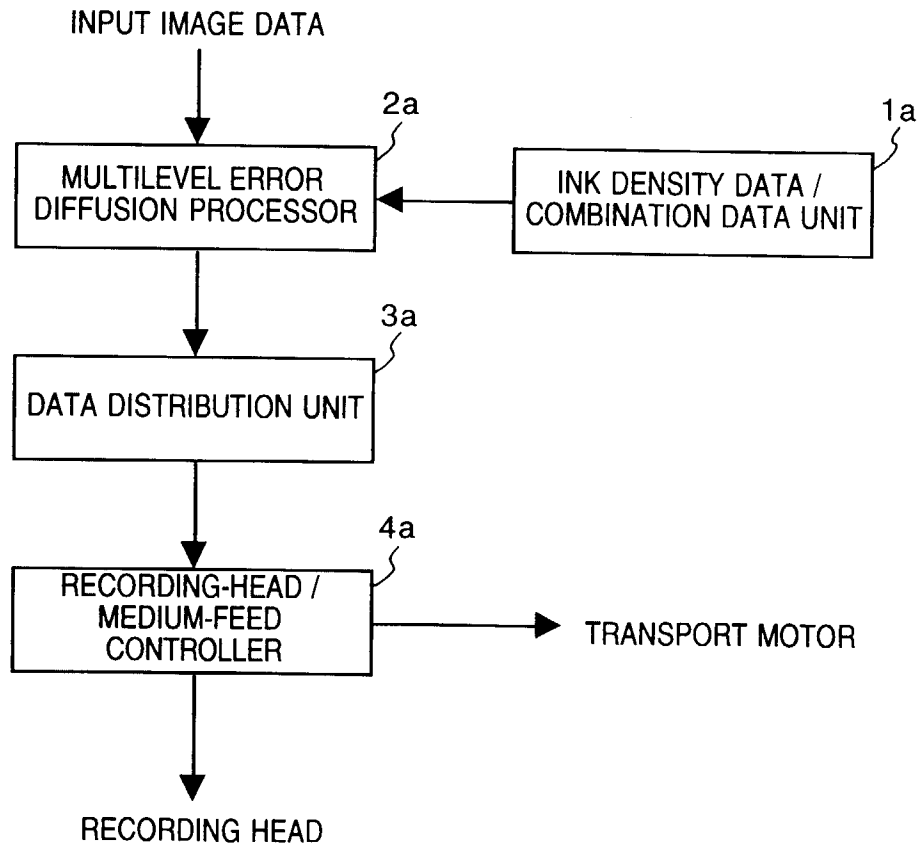 INPUT IMAGE DATA
2a
1a
MULTILEVEL ERROR
DIFFUSION PROCESSOR
INK DENSITY DATA /
COMBINATION DATA UNIT
3a
DATA DISTRIBUTION UNIT
4a
RECORDING-HEAD /
MEDIUM-FEED
CONTROLLER
TRANSPORT MOTOR
RECORDING HEAD